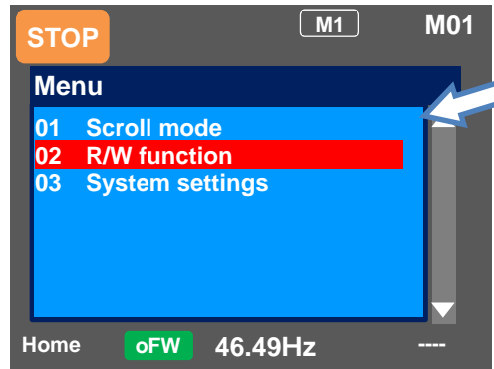 STOP M1 M01
Menu
01 Scroll mode
02 R/W function
03 System settings
Home oFW 46.49Hz ----